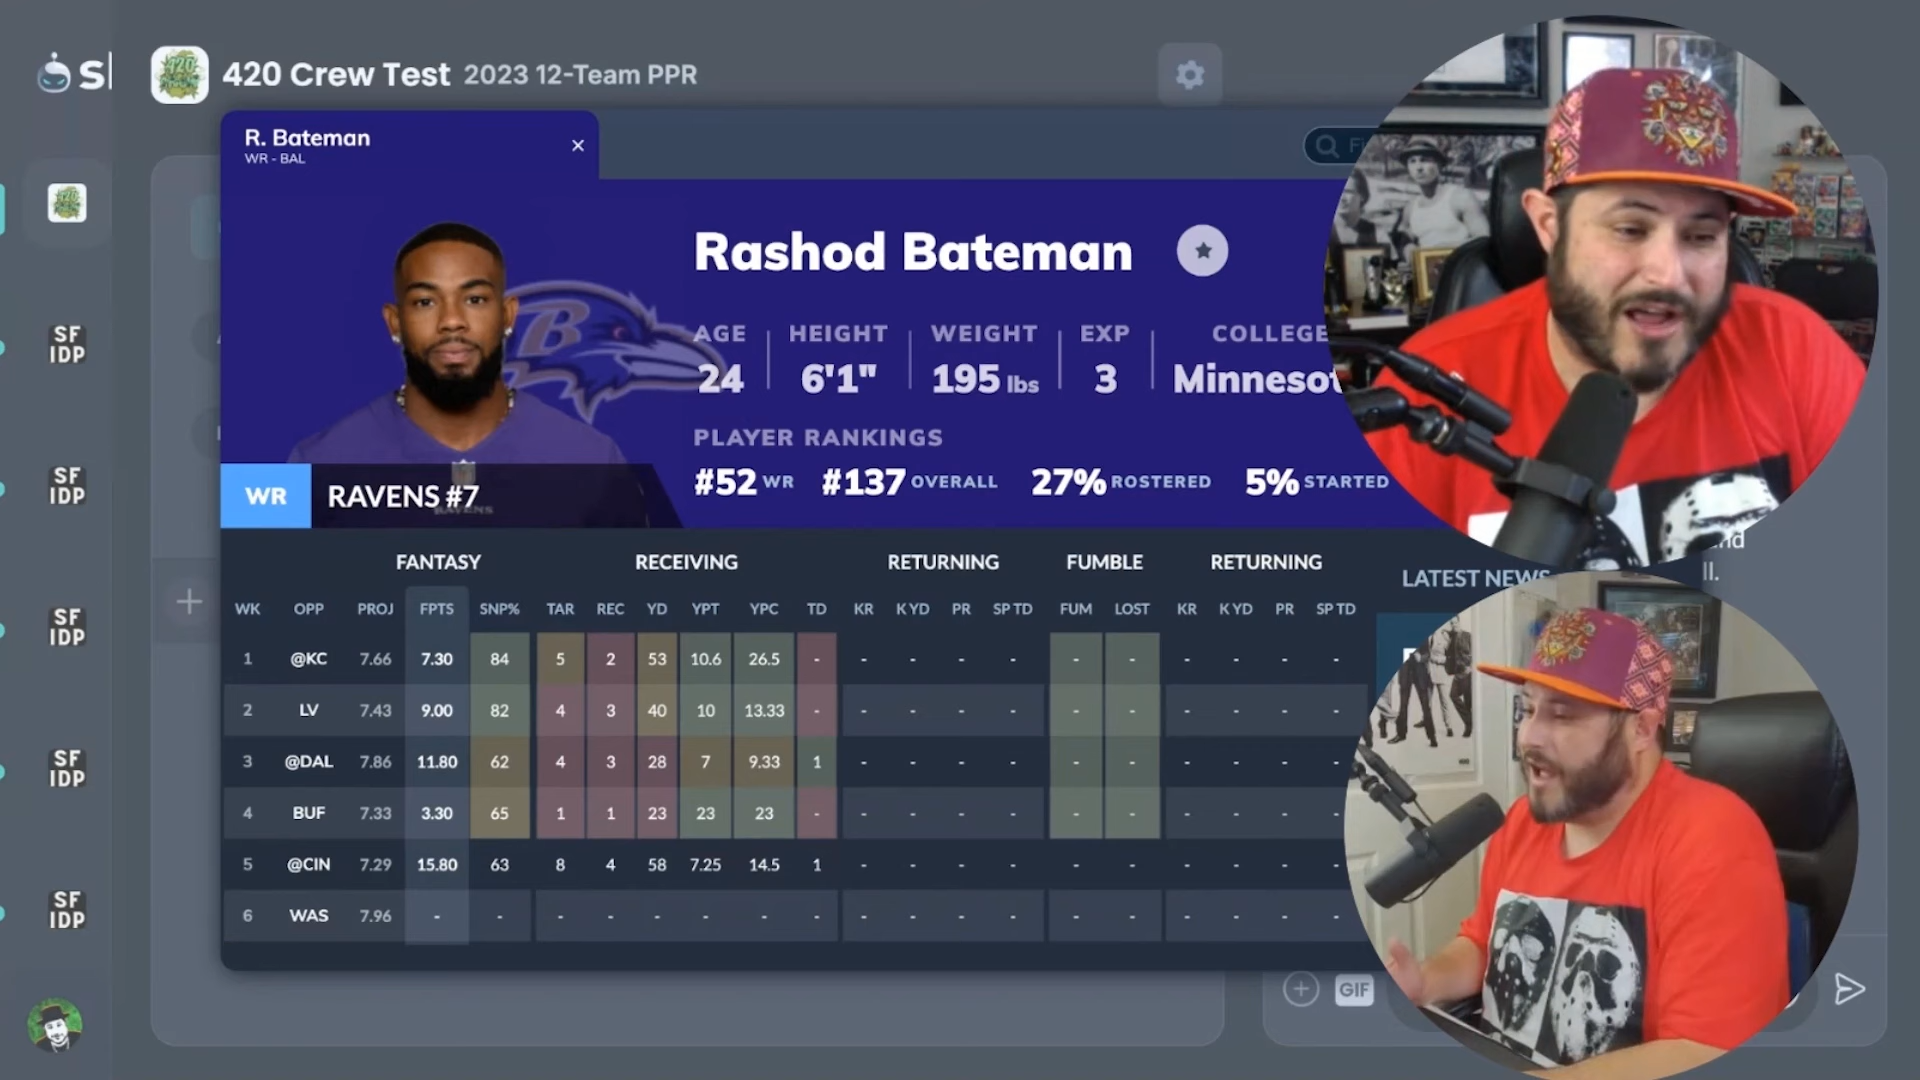 Sl
420 Crew Test 2023 12-Team PPR
R. Bateman
WR - BAL
Rashod Bateman
AGE HEIGHT WEIGHT EXP COLLEGE
24 6'1" 195 lbs 3 Minnesot
PLAYER RANKINGS
#52 WR #137 OVERALL 27% ROSTERED 5% STARTED
WR RAVENS #7
FANTASY RECEIVING RETURNING FUMBLE RETURNING
WK OPP PROJ FPTS SNP% TAR REC YD YPT YPC TD KR K YD PR SP TD FUM LOST KR K YD PR SP TD
1 @KC 7.66 7.30 84 5 2 53 10.6 26.5 - - - - - - - - - - -
2 LV 7.43 9.00 82 4 3 40 10 13.33 - - - - - - - - - - -
3 @DAL 7.86 11.80 62 4 3 28 7 9.33 1 - - - - - - - - - -
4 BUF 7.33 3.30 65 1 1 23 23 23 - - - - - - - - - - -
5 @CIN 7.29 15.80 63 8 4 58 7.25 14.5 1 - - - - - - - - - -
6 WAS 7.96 - - - - - - - - - - - - - - - - - -
LATEST NEWS
SF
IDP
SF
IDP
SF
IDP
SF
IDP
SF
IDP
GIF